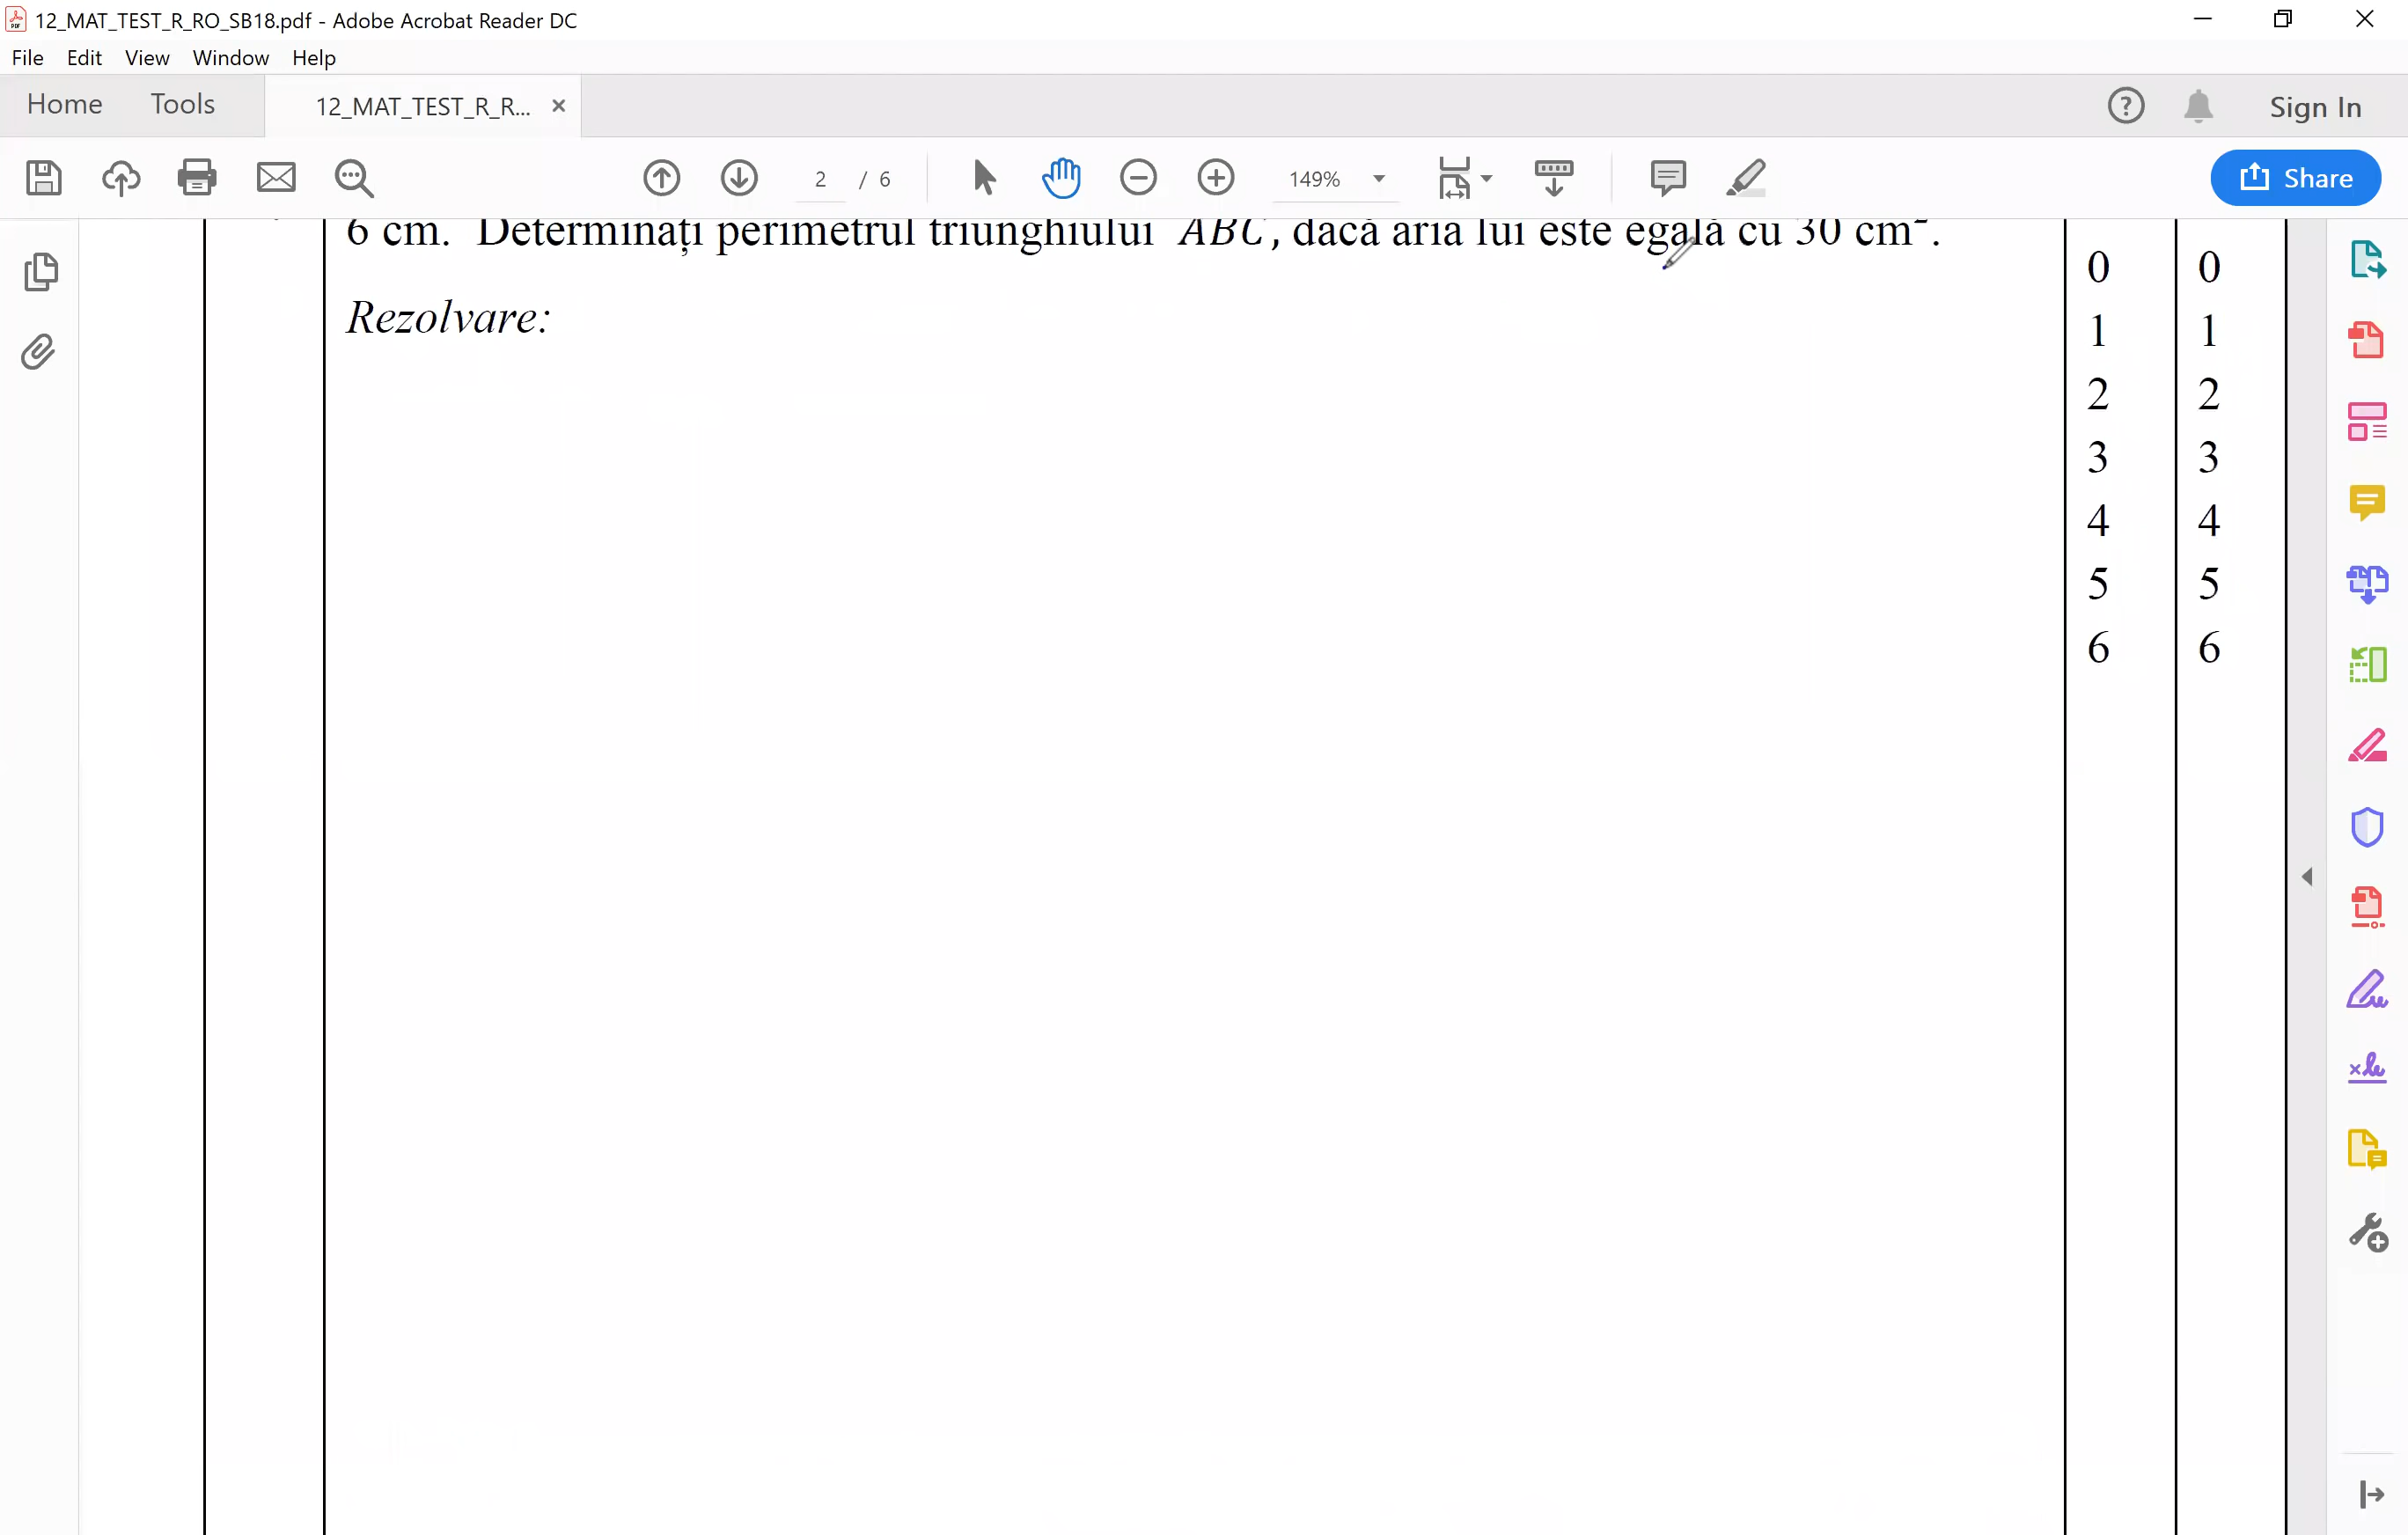 12_MAT_TEST_R_RO_SB18.pdf - Adobe Acrobat Reader DC
File Edit View Window Help
Home Tools 12_MAT_TEST_R_R... × Sign In
2 / 6 149% Share
6 cm. Determinați perimetrul triunghiului ABC, dacă aria lui este egală cu 30 cm².
Rezolvare:
0 0
1 1
2 2
3 3
4 4
5 5
6 6